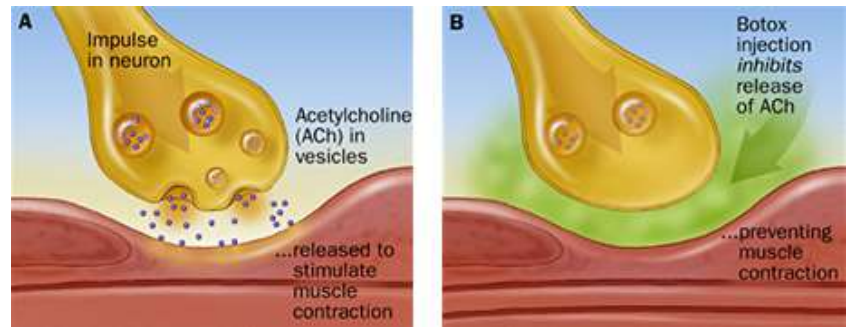 A
Impulse
in neuron
Acetylcholine
(ACh) in
vesicles
...released to
stimulate
muscle
contraction
B
Botox
injection
inhibits
release
of ACh
...preventing
muscle
contraction